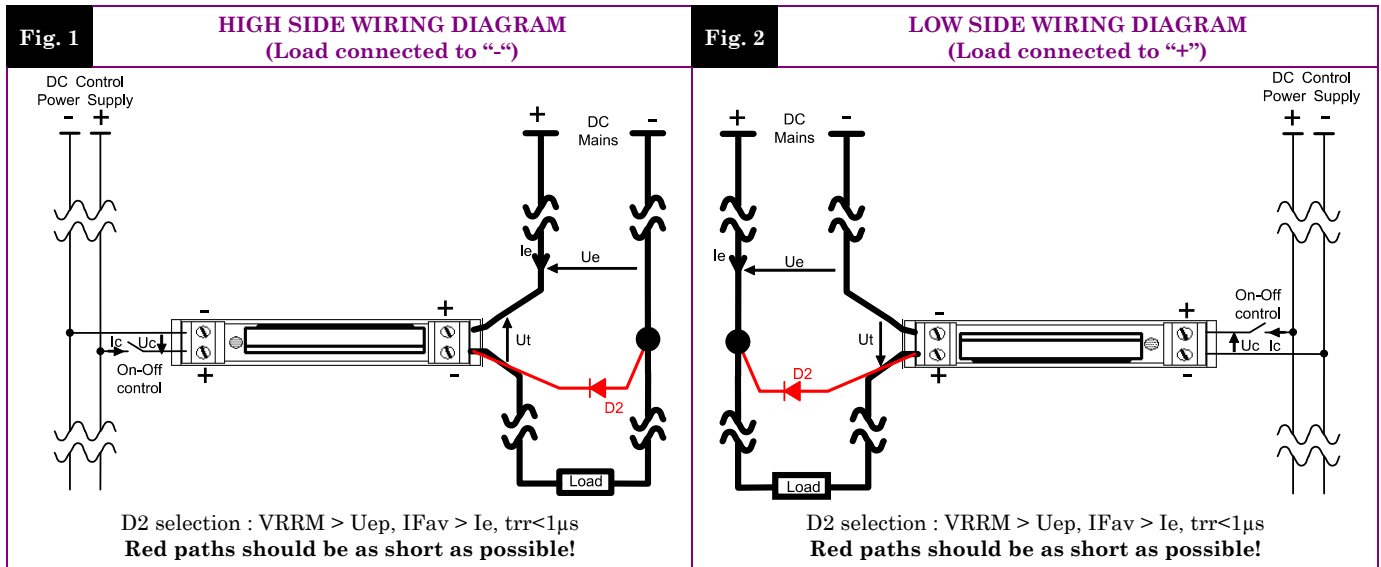 Fig. 1
HIGH SIDE WIRING DIAGRAM
(Load connected to “-“)
DC Control
Power Supply
- +
+ DC -
Mains
Ie
Ue
- +
Ic Uc
Ut
On-Off
control
+ -
D2
Load
D2 selection : VRRM > Uep, IFav > Ie, trr<1µs
Red paths should be as short as possible!
Fig. 2
LOW SIDE WIRING DIAGRAM
(Load connected to “+”)
DC Control
Power Supply
+ -
+ DC -
Mains
Ie
Ue
On-Off
control
- +
Ut
Uc Ic
+ -
D2
Load
D2 selection : VRRM > Uep, IFav > Ie, trr<1µs
Red paths should be as short as possible!